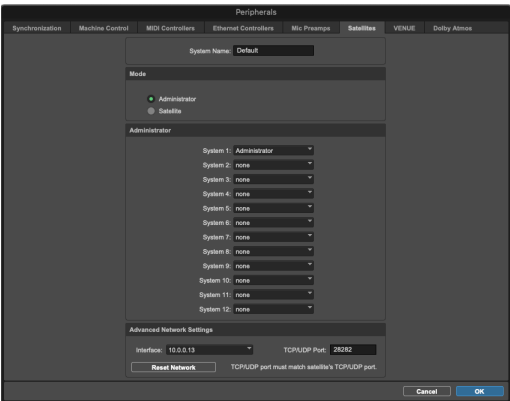 Peripherals
Synchronization Machine Control MIDI Controllers Ethernet Controllers Mic Preamps Satellites VENUE Dolby Atmos
System Name: Default
Mode
Administrator
Satellite
Administrator
System 1: Administrator
System 2: none
System 3: none
System 4: none
System 5: none
System 6: none
System 7: none
System 8: none
System 9: none
System 10: none
System 11: none
System 12: none
Advanced Network Settings
Interface: 10.0.0.13 TCP/UDP Port: 28282
Reset Network TCP/UDP port must match satellite's TCP/UDP port.
Cancel OK